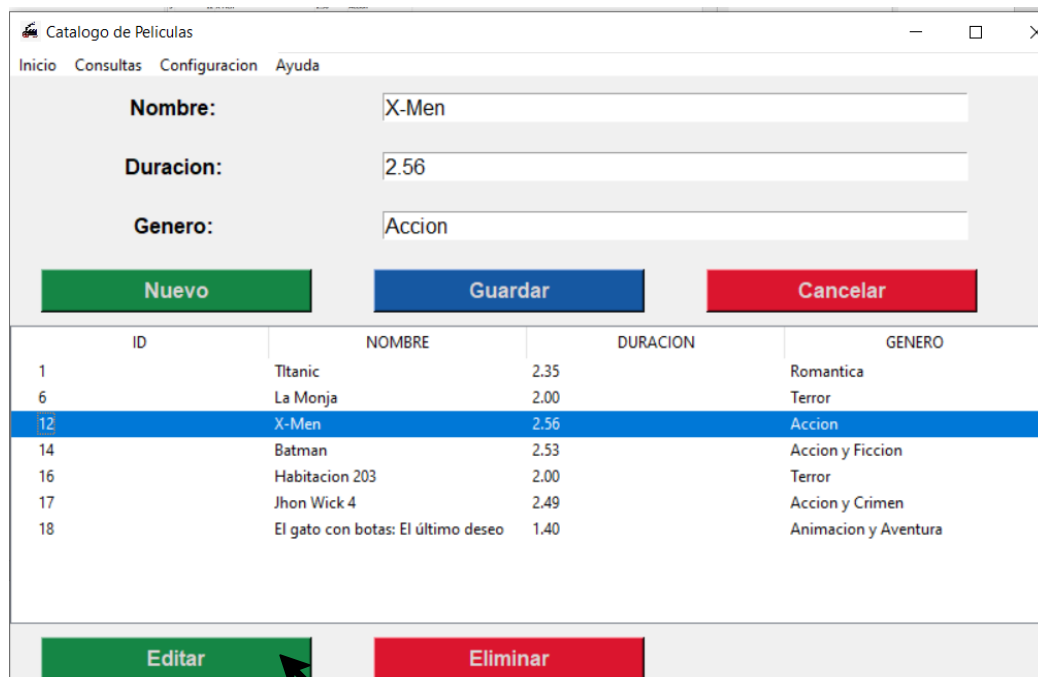 Catalogo de Peliculas
Inicio Consultas Configuracion Ayuda
Nombre: X-Men
Duracion: 2.56
Genero: Accion
Nuevo Guardar Cancelar
ID NOMBRE DURACION GENERO
1 TItanic 2.35 Romantica
6 La Monja 2.00 Terror
12 X-Men 2.56 Accion
14 Batman 2.53 Accion y Ficcion
16 Habitacion 203 2.00 Terror
17 Jhon Wick 4 2.49 Accion y Crimen
18 El gato con botas: El último deseo 1.40 Animacion y Aventura
Editar Eliminar